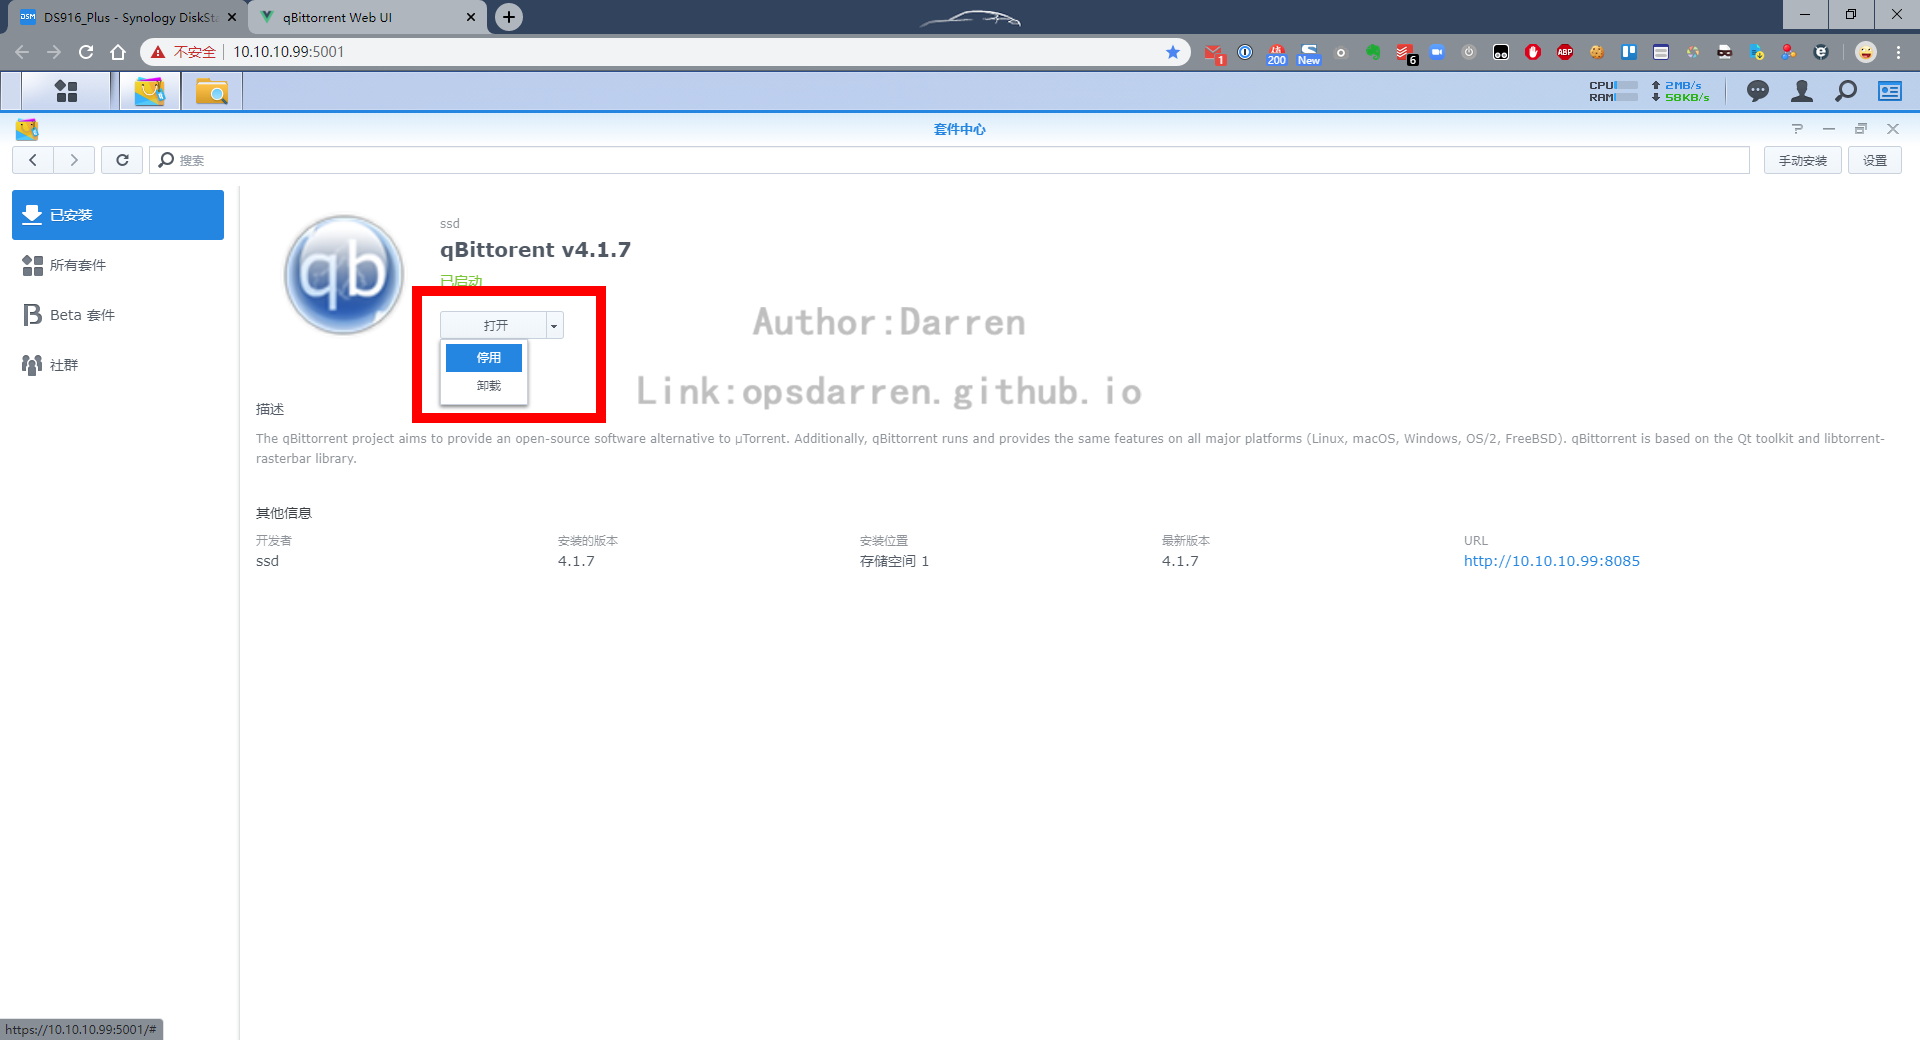 DS916_Plus - Synology DiskSta
qBittorrent Web UI
不安全
10.10.10.99:5001
1
200
New
6
ABP
CPU
RAM
2MB/s
58KB/s
套件中心
搜索
手动安装
设置
已安装
所有套件
Beta 套件
社群
qb
ssd
qBittorent v4.1.7
已启动
打开
停用
卸载
Author:Darren
Link:opsdarren.github.io
描述
The qBittorrent project aims to provide an open-source software alternative to µTorrent. Additionally, qBittorrent runs and provides the same features on all major platforms (Linux, macOS, Windows, OS/2, FreeBSD). qBittorrent is based on the Qt toolkit and libtorrent-
rasterbar library.
其他信息
开发者
安装的版本
安装位置
最新版本
URL
ssd
4.1.7
存储空间 1
4.1.7
http://10.10.10.99:8085
https://10.10.10.99:5001/#